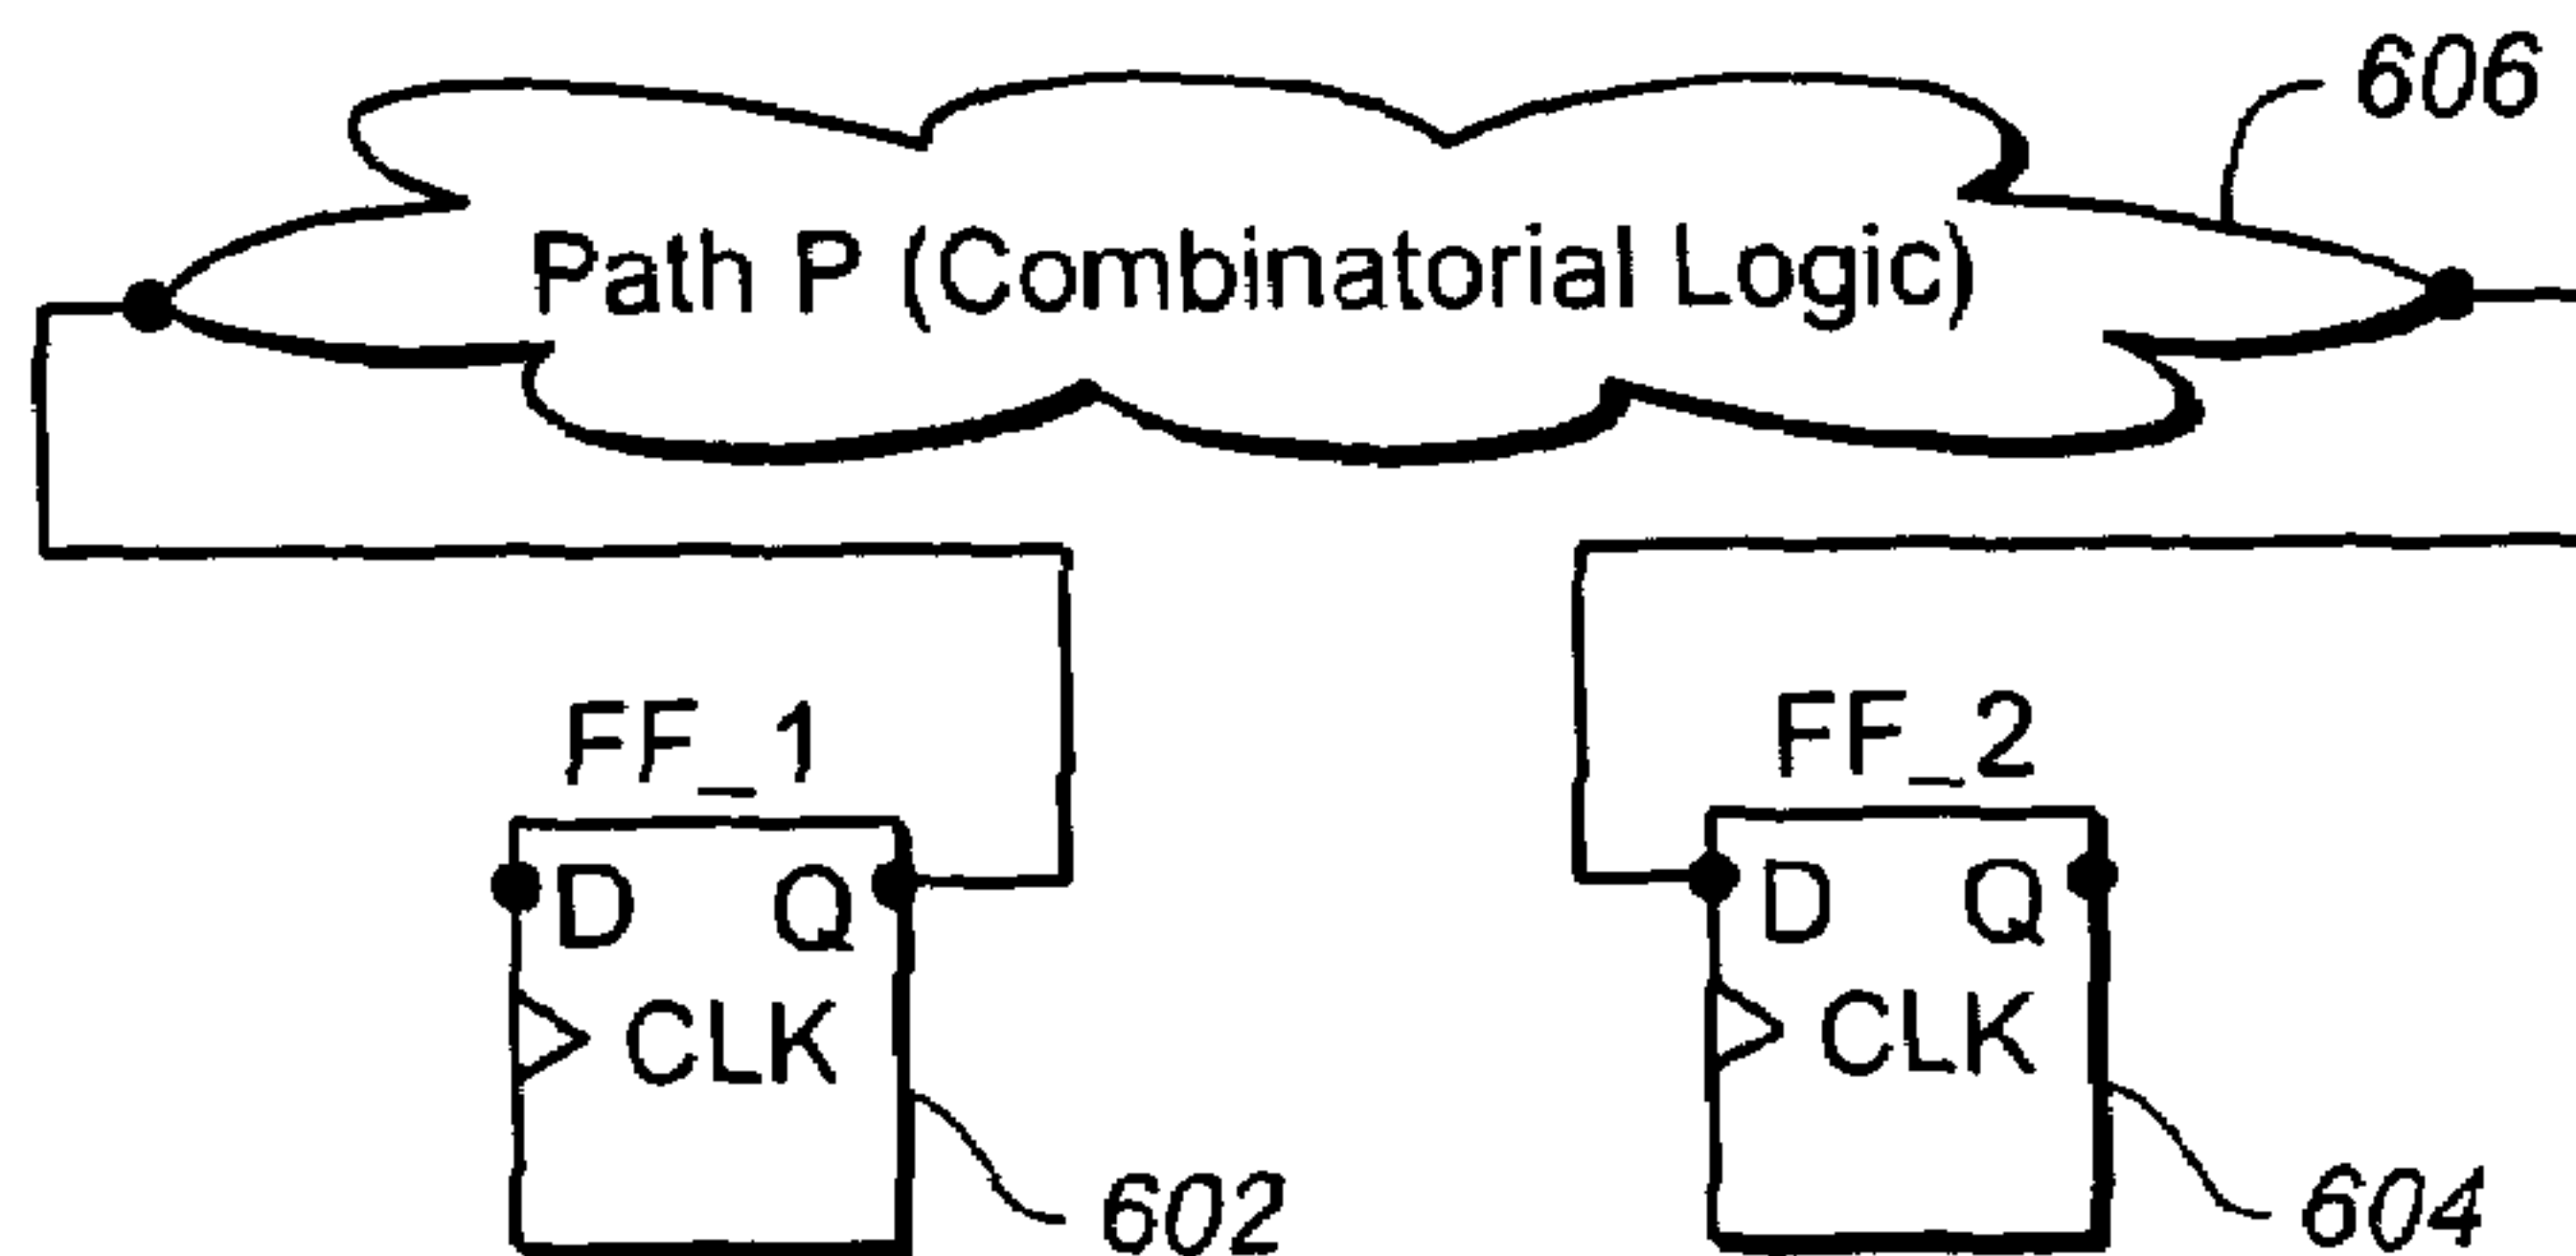 606
Path P (Combinatorial Logic)
FF_1
FF_2
D Q
D Q
CLK
CLK
602
604